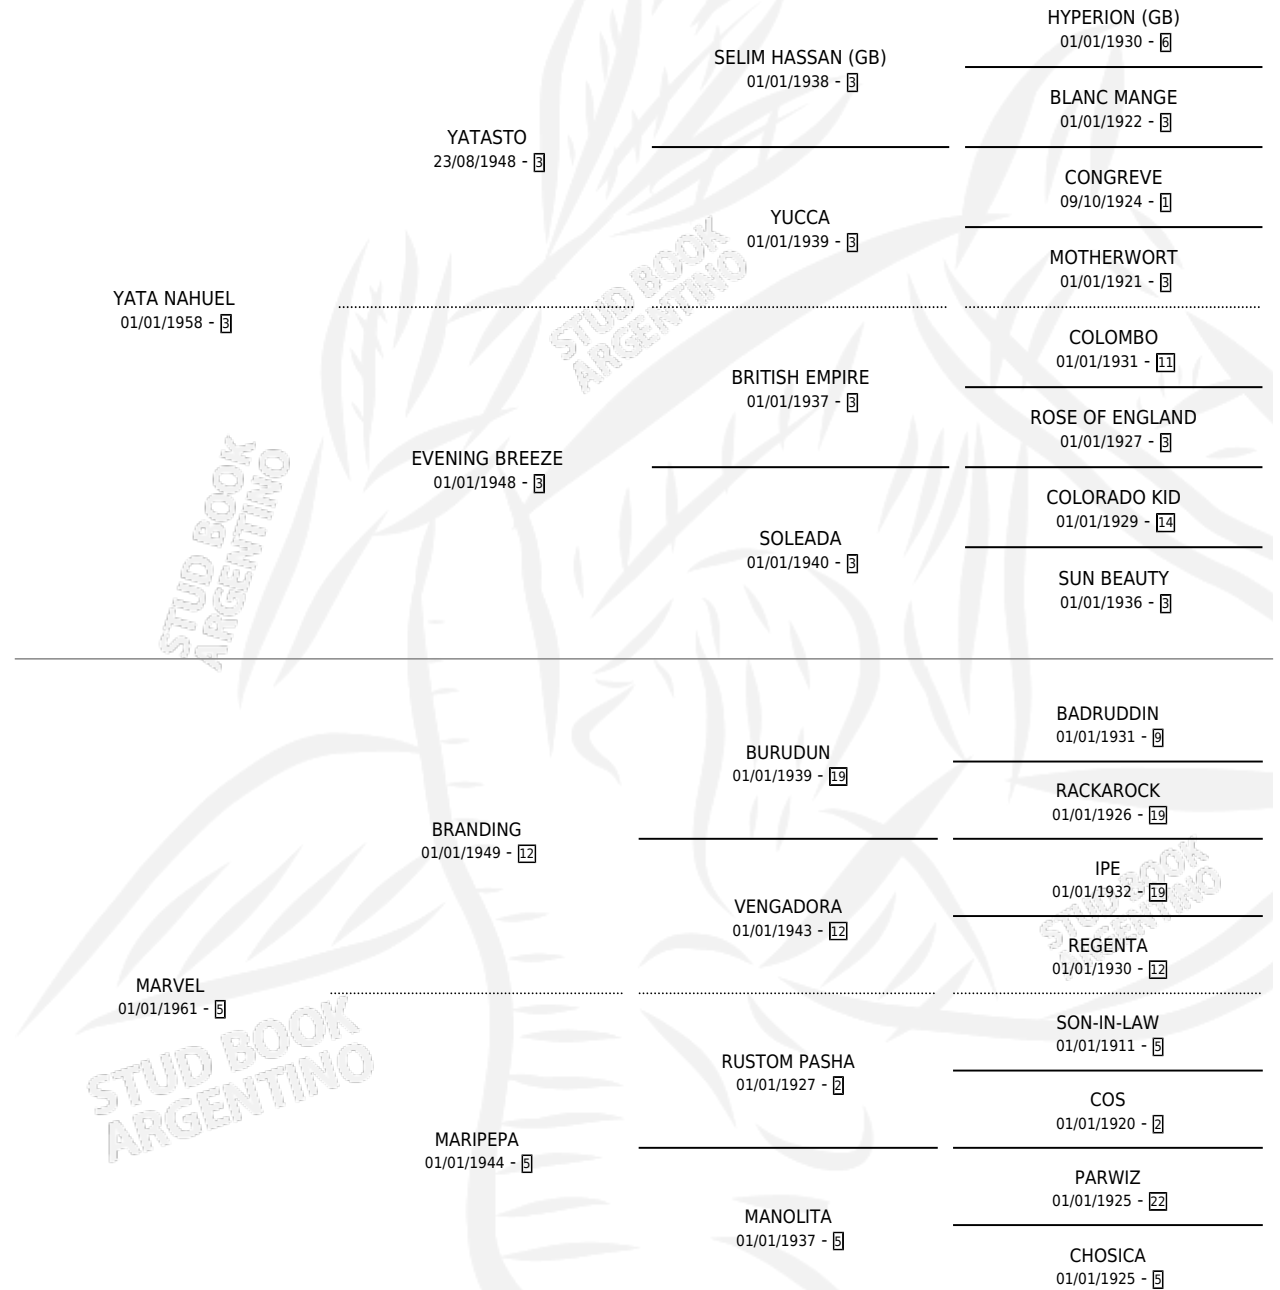 HYPERION (GB)
01/01/1930 - 6
SELIM HASSAN (GB)
01/01/1938 - 3
BLANC MANGE
01/01/1922 - 3
YATASTO
23/08/1948 - 3
CONGREVE
09/10/1924 - 1
YUCCA
01/01/1939 - 3
MOTHERWORT
01/01/1921 - 3
YATA NAHUEL
01/01/1958 - 3
COLOMBO
01/01/1931 - 11
BRITISH EMPIRE
01/01/1937 - 3
ROSE OF ENGLAND
01/01/1927 - 3
EVENING BREEZE
01/01/1948 - 3
COLORADO KID
01/01/1929 - 14
SOLEADA
01/01/1940 - 3
SUN BEAUTY
01/01/1936 - 3
STUD BOOK
ARGENTINO
STUD BOOK
ARGENTINO
BADRUDDIN
01/01/1931 - 9
BURUDUN
01/01/1939 - 19
RACKAROCK
01/01/1926 - 19
BRANDING
01/01/1949 - 12
IPE
01/01/1932 - 19
VENGADORA
01/01/1943 - 12
REGENTA
01/01/1930 - 12
MARVEL
01/01/1961 - 5
SON-IN-LAW
01/01/1911 - 5
RUSTOM PASHA
01/01/1927 - 2
COS
01/01/1920 - 2
MARIPEPA
01/01/1944 - 5
PARWIZ
01/01/1925 - 22
MANOLITA
01/01/1937 - 5
CHOSICA
01/01/1925 - 5
STUD BOOK
ARGENTINO
STUD BOOK
ARGENTINO